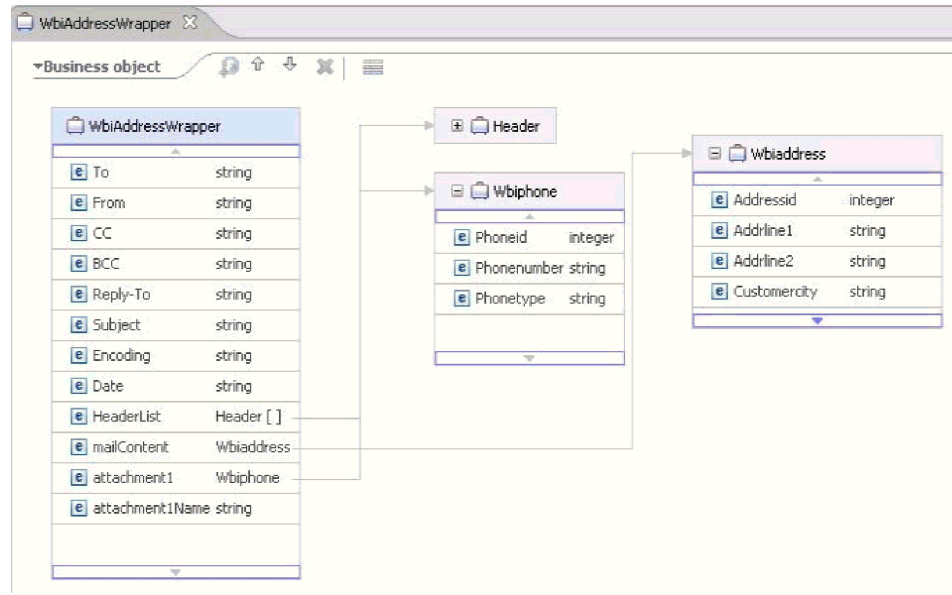 WbiAddressWrapper
Business object
WbiAddressWrapper
e To string
e From string
e CC string
e BCC string
e Reply-To string
e Subject string
e Encoding string
e Date string
e HeaderList Header [ ]
e mailContent Wbiaddress
e attachment1 Wbiphone
e attachment1Name string
Header
Wbiphone
e Phoneid integer
e Phonenumber string
e Phonetype string
Wbiaddress
e Addressid integer
e Addrline1 string
e Addrline2 string
e Customercity string